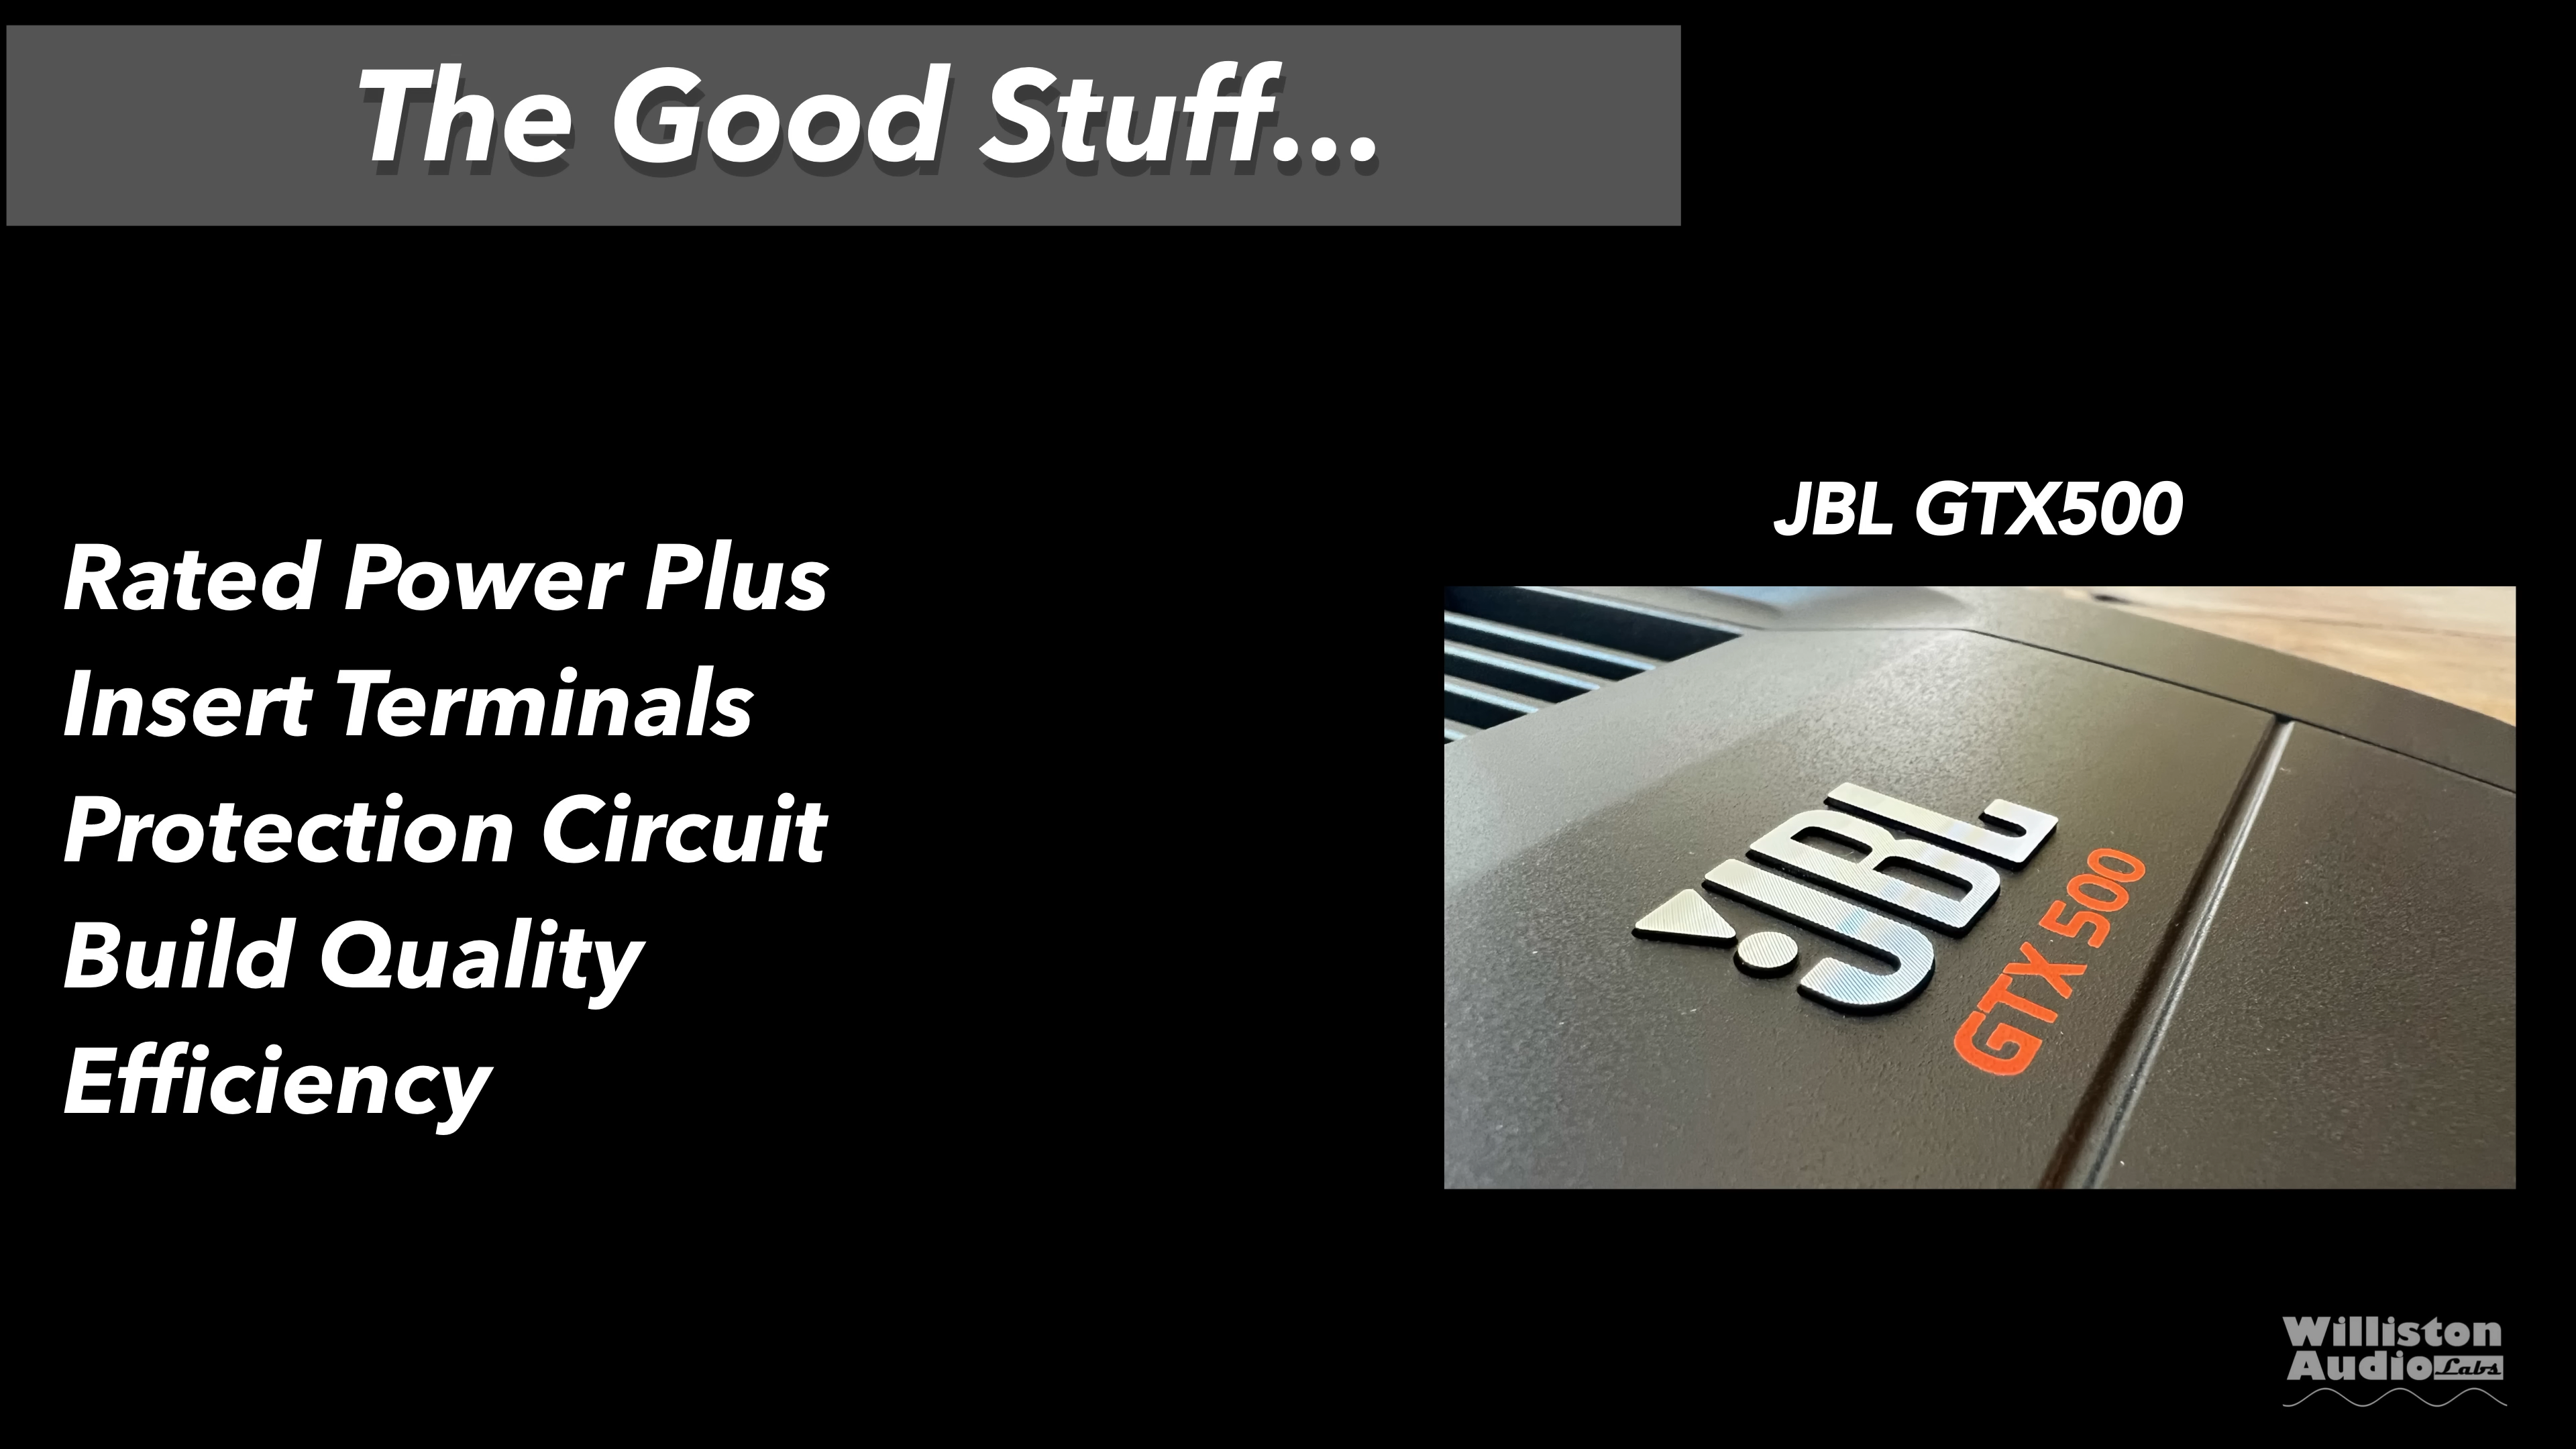 The Good Stuff...
Rated Power Plus
Insert Terminals
Protection Circuit
Build Quality
Efficiency
JBL GTX500
JBL
GTX 500
Williston
Audio Labs